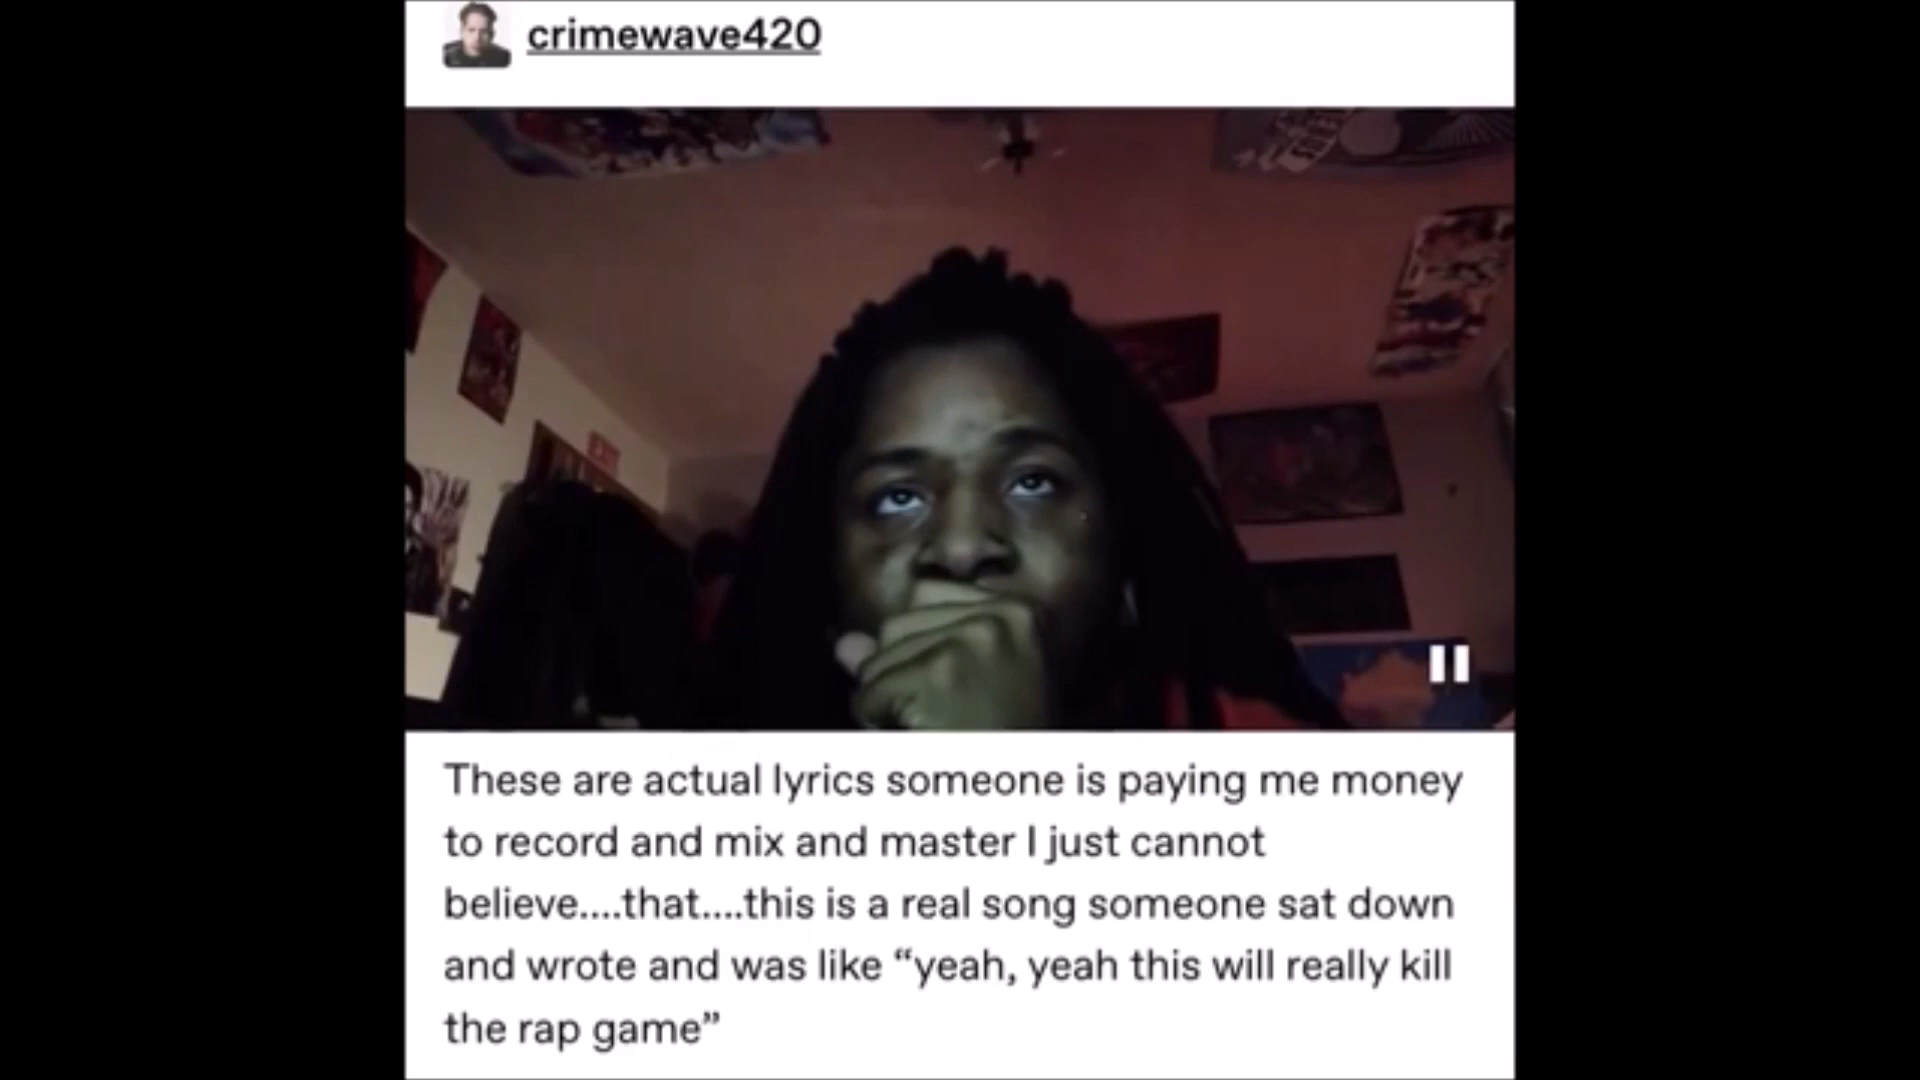 crimewave420
EXIT
These are actual lyrics someone is paying me money
to record and mix and master I just cannot
believe....that....this is a real song someone sat down
and wrote and was like “yeah, yeah this will really kill
the rap game”